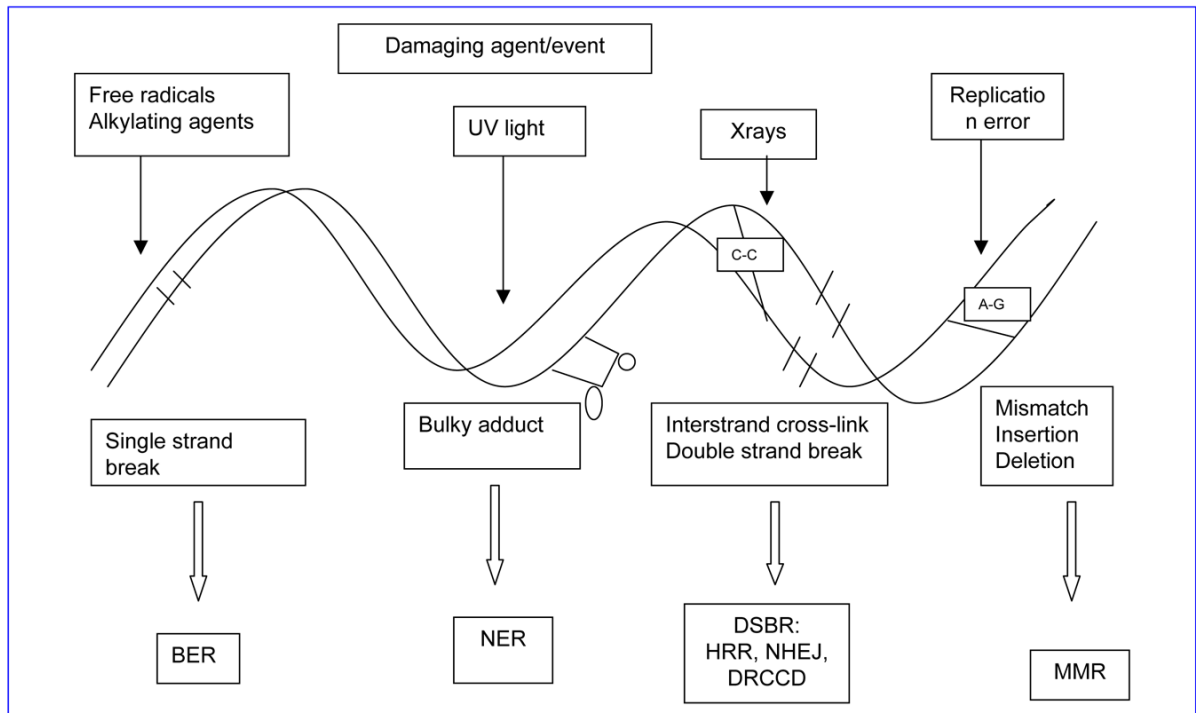 Damaging agent/event
Free radicals
Alkylating agents
UV light
Xrays
Replicatio
n error
C-C
A-G
Single strand
break
Bulky adduct
Interstrand cross-link
Double strand break
Mismatch
Insertion
Deletion
BER
NER
DSBR:
HRR, NHEJ,
DRCCD
MMR